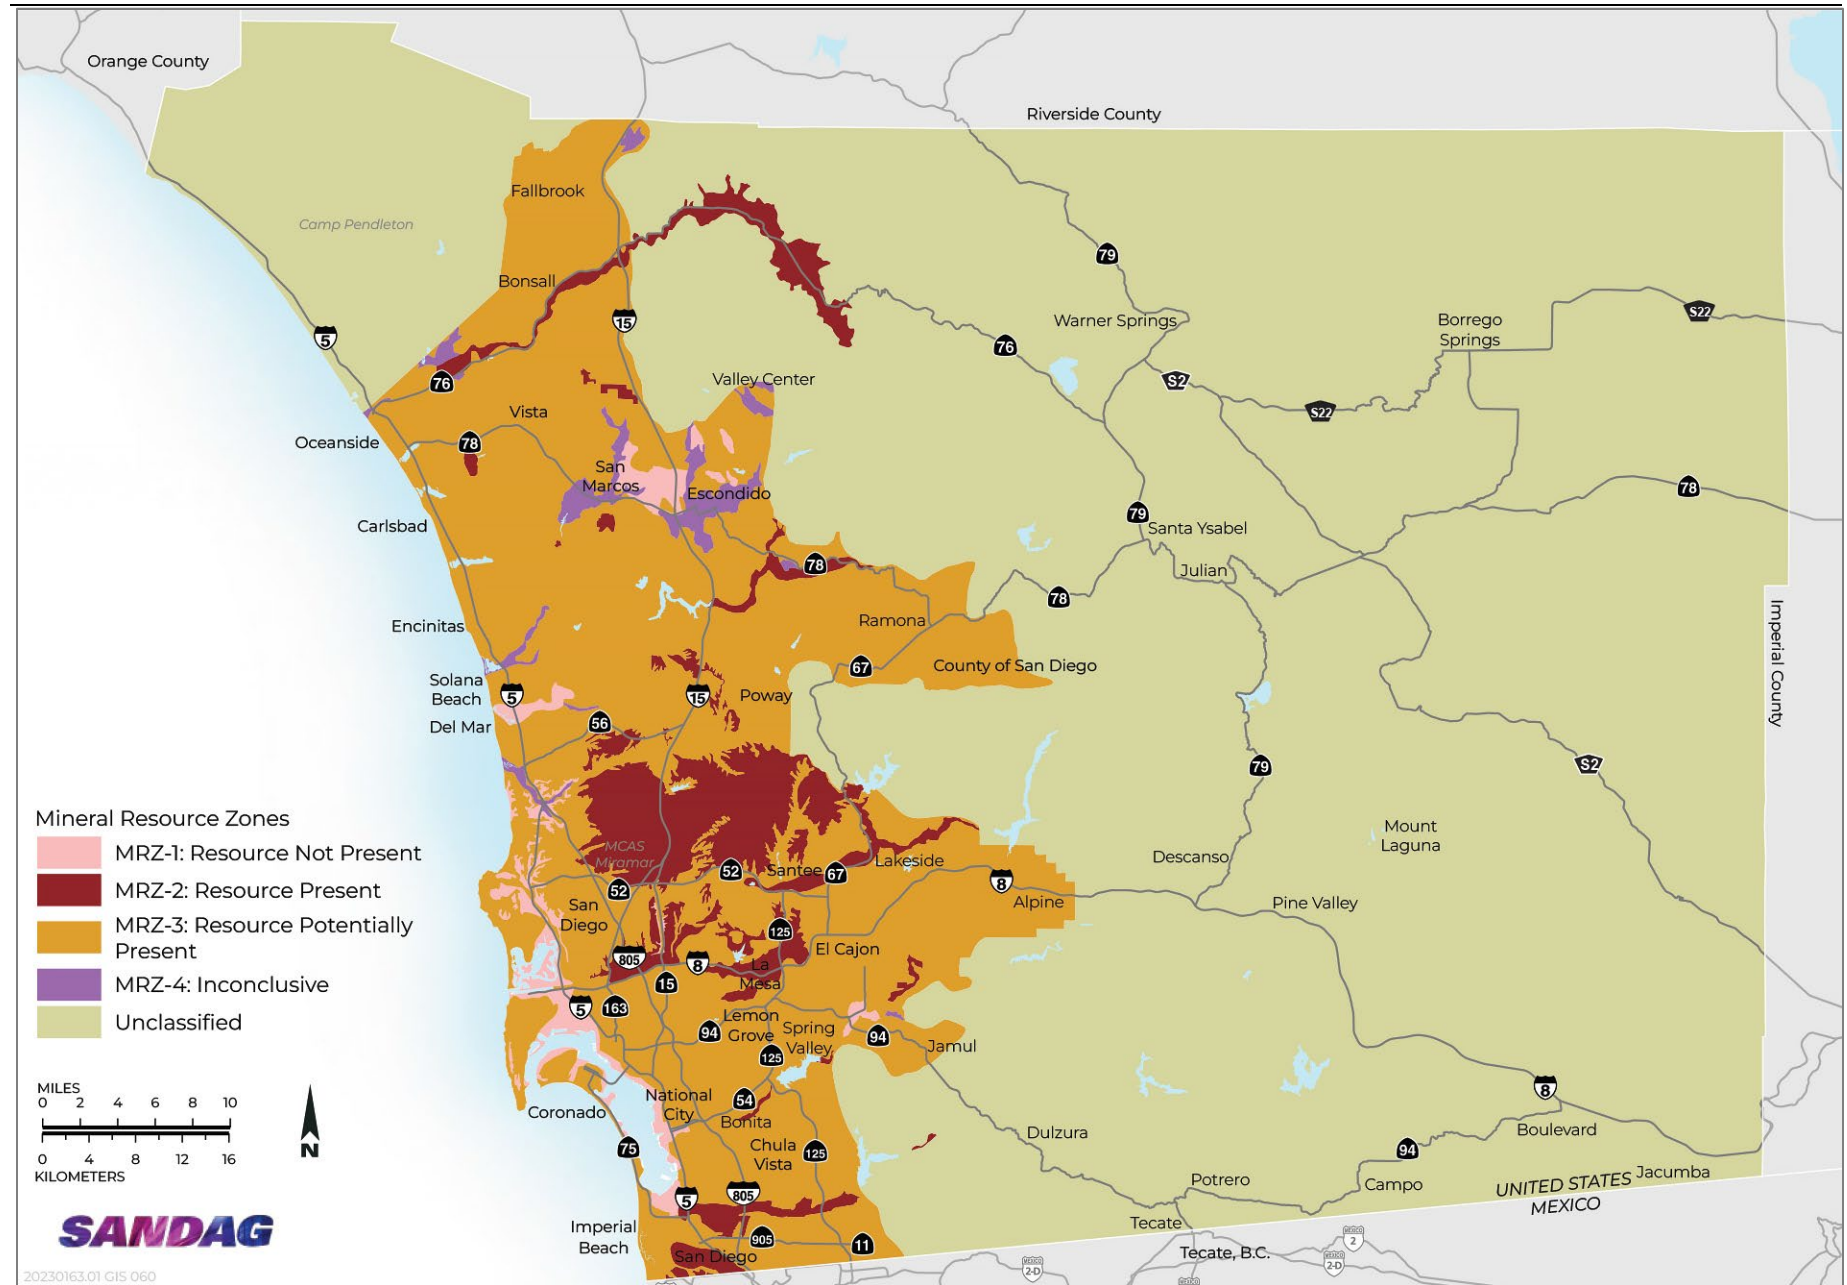 Orange County
Riverside County
Fallbrook
Camp Pendleton
79
Bonsall
15
Warner Springs
Borrego
Springs
S22
5
76
76
Valley Center
S2
S22
Vista
Oceanside
78
San
Marcos
Escondido
78
Carlsbad
79
Santa Ysabel
78
Julian
78
Encinitas
Ramona
Imperial County
67
County of San Diego
Solana
Beach
5
15
Poway
Del Mar
56
79
S2
Mineral Resource Zones
MRZ-1: Resource Not Present
MRZ-2: Resource Present
MRZ-3: Resource Potentially
Present
MRZ-4: Inconclusive
Unclassified
MCAS
Miramar
Mount
Laguna
52
52
Santee
67
Lakeside
Descanso
8
Alpine
Pine Valley
San
Diego
125
El Cajon
805
8
La
Mesa
15
5
163
94
Lemon
Grove
Spring
Valley
94
Jamul
125
MILES
0 2 4 6 8 10
0 4 8 12 16
KILOMETERS
N
National
City
54
Bonita
8
Coronado
75
Chula
Vista
125
Dulzura
Boulevard
94
5
805
Potrero
Campo
UNITED STATES
MEXICO
Jacumba
SANDAG
Imperial
Beach
905
11
San Diego
Tecate
Tecate, B.C.
MEXICO
2
MEXICO
2-D
MEXICO
2-D
MEXICO
20230163.01 GIS 060